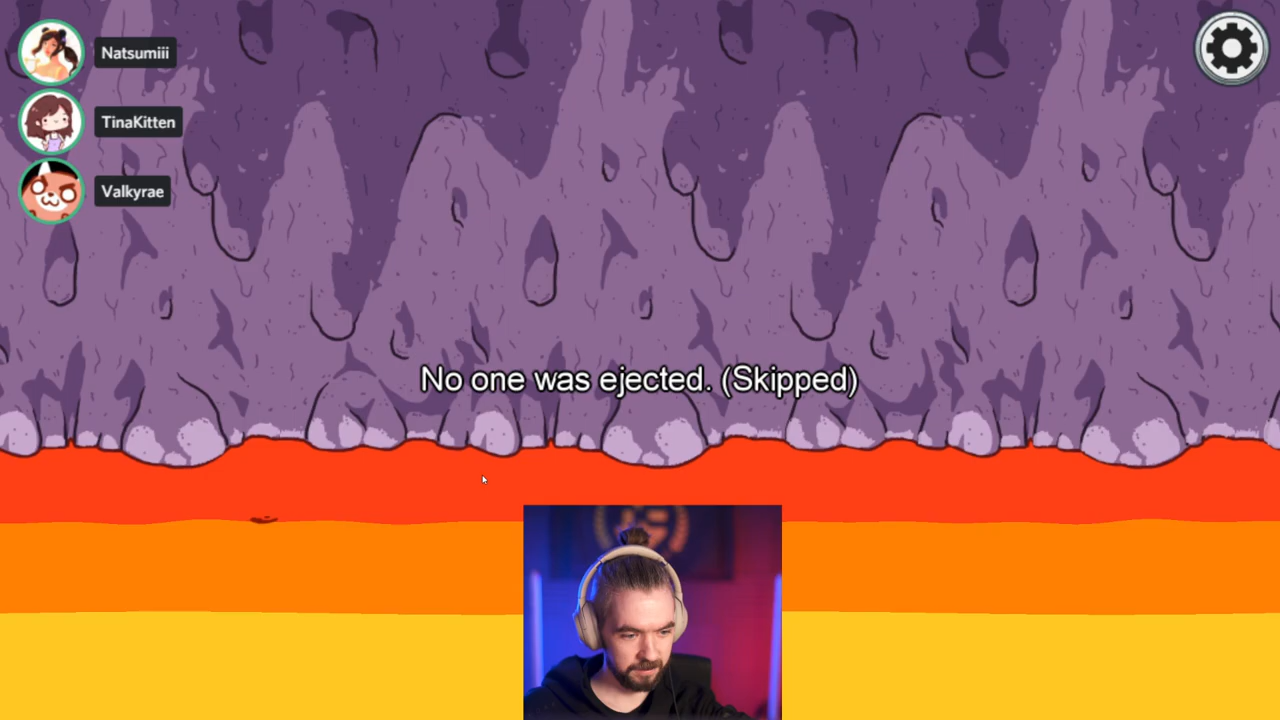 Natsumiii
TinaKitten
Valkyrae
No one was ejected. (Skipped)